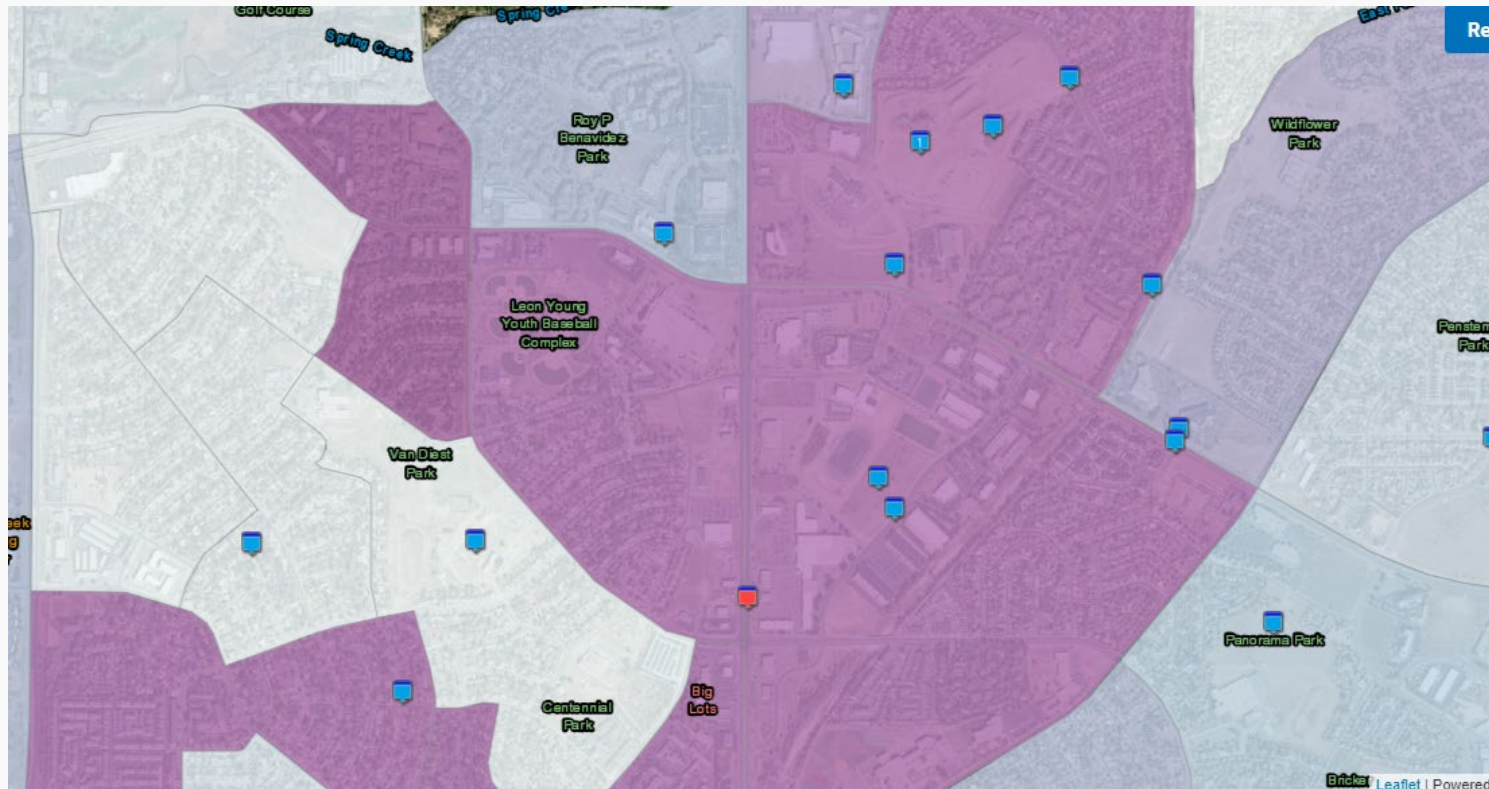 Golf Course
Spring Creek
Spring
Roy P
Benavidez
Park
1
Wildflower
Park
Leon Young
Youth Baseball
Complex
Park
Van Diest
Park
Big
Lots
Centennial
Park
Panorama Park
Leaflet | Powered